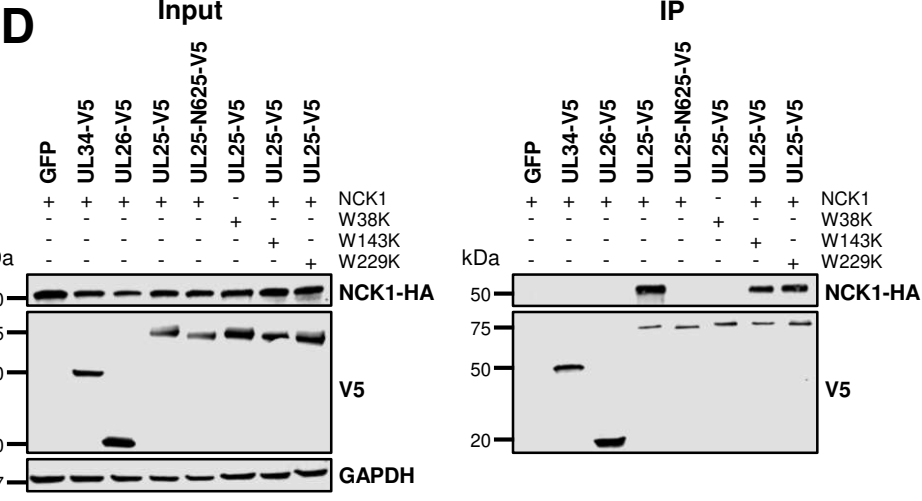 D
Input
IP
GFP
UL34-V5
UL26-V5
UL25-V5
UL25-N625-V5
UL25-V5
UL25-V5
UL25-V5
GFP
UL34-V5
UL26-V5
UL25-V5
UL25-N625-V5
UL25-V5
UL25-V5
UL25-V5
+ + + + + - + + NCK1
- - - - - + - - W38K
- - - - - - + - W143K
- - - - - - - + W229K
+ + + + + - + + NCK1
- - - - - + - - W38K
- - - - - - + - W143K
kDa - - - - - - - + W229K
NCK1-HA
V5
GAPDH
50 NCK1-HA
75
50
V5
20